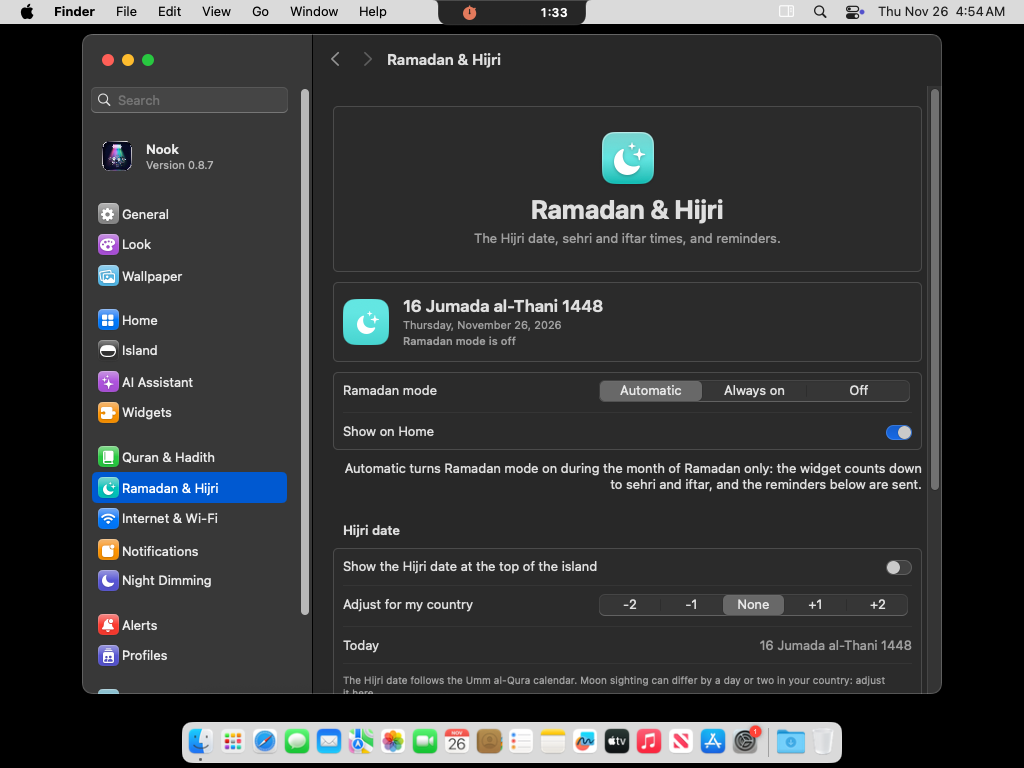 Finder File Edit View Go Window Help 1:33 Thu Nov 26 4:54 AM
Ramadan & Hijri
Search
Nook
Version 0.8.7
General
Look
Wallpaper
Home
Island
AI Assistant
Widgets
Quran & Hadith
Ramadan & Hijri
Internet & Wi-Fi
Notifications
Night Dimming
Alerts
Profiles
Ramadan & Hijri
The Hijri date, sehri and iftar times, and reminders.
16 Jumada al-Thani 1448
Thursday, November 26, 2026
Ramadan mode is off
Ramadan mode Automatic Always on Off
Show on Home
Automatic turns Ramadan mode on during the month of Ramadan only: the widget counts down
to sehri and iftar, and the reminders below are sent.
Hijri date
Show the Hijri date at the top of the island
Adjust for my country -2 -1 None +1 +2
Today 16 Jumada al-Thani 1448
The Hijri date follows the Umm al-Qura calendar. Moon sighting can differ by a day or two in your country: adjust
it here
NOV
26
tv
1